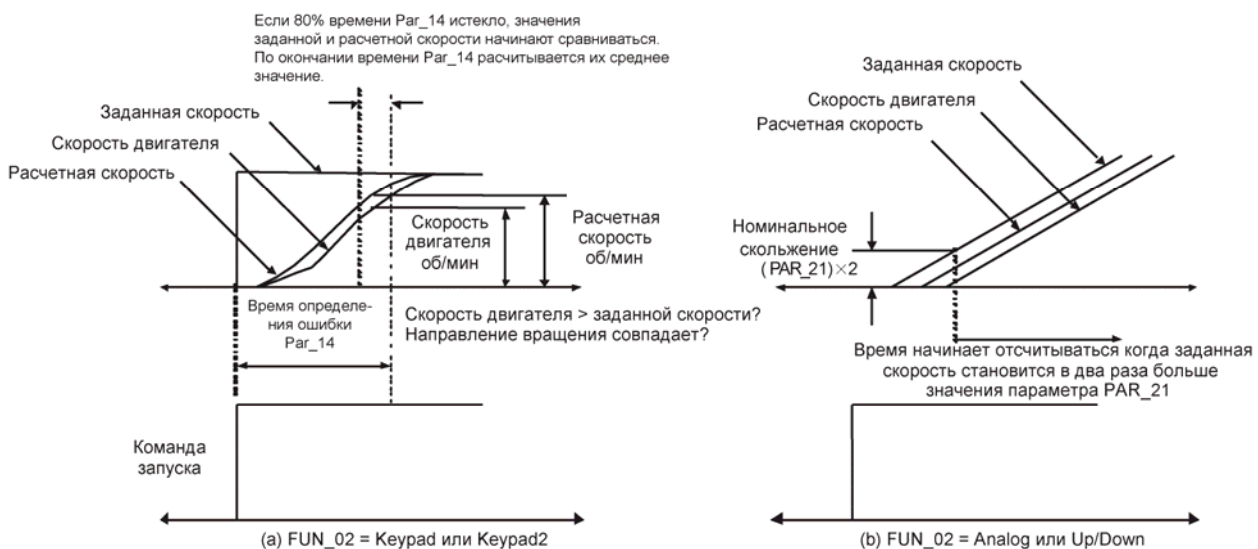 Если 80% времени Par_14 истекло, значения
заданной и расчетной скорости начинают сравниваться.
По окончании времени Par_14 расчитывается их среднее
значение.
Заданная скорость
Скорость двигателя
Расчетная скорость
Скорость
двигателя
об/мин
Расчетная
скорость
об/мин
Время определе-
ния ошибки
Par_14
Скорость двигателя > заданной скорости?
Направление вращения совпадает?
Команда
запуска
(a) FUN_02 = Keypad или Keypad2
Заданная скорость
Скорость двигателя
Расчетная скорость
Номинальное
скольжение
(PAR_21)×2
Время начинает отсчитываться когда заданная
скорость становится в два раза больше
значения параметра PAR_21
(b) FUN_02 = Analog или Up/Down